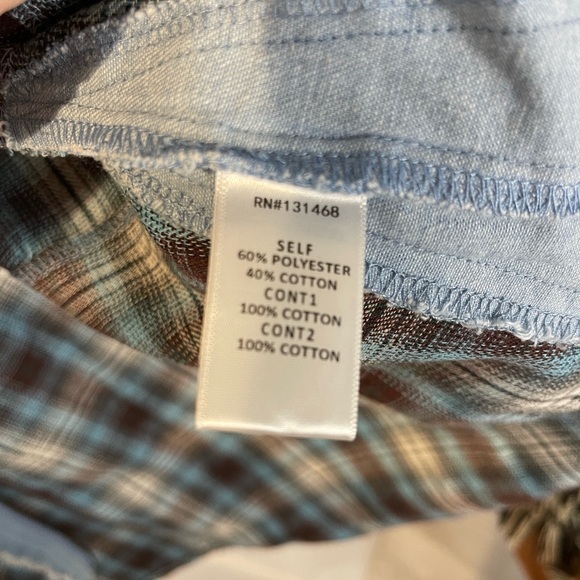 RN#131468
SELF
60% POLYESTER
40% COTTON
CONT1
100% COTTON
CONT2
100% COTTON